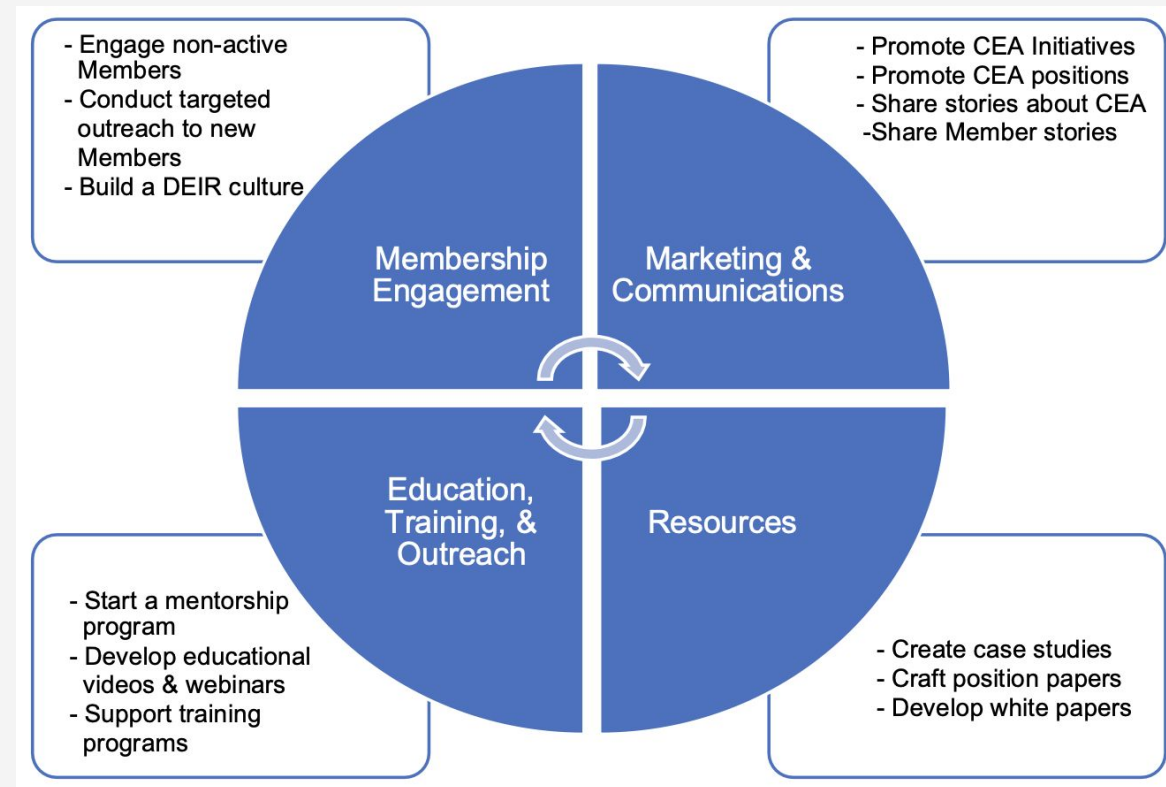 - Engage non-active
Members
- Conduct targeted
outreach to new
Members
- Build a DEIR culture
- Promote CEA Initiatives
- Promote CEA positions
- Share stories about CEA
-Share Member stories
Membership
Engagement
Marketing &
Communications
Education,
Training, &
Outreach
Resources
- Start a mentorship
program
- Develop educational
videos & webinars
- Support training
programs
- Create case studies
- Craft position papers
- Develop white papers